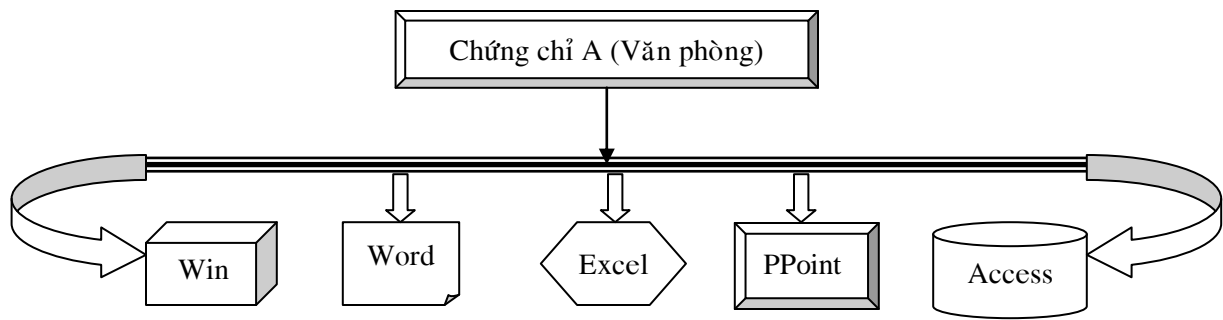 Chứng chỉ A (Văn phòng)
Win
Word
Excel
PPoint
Access